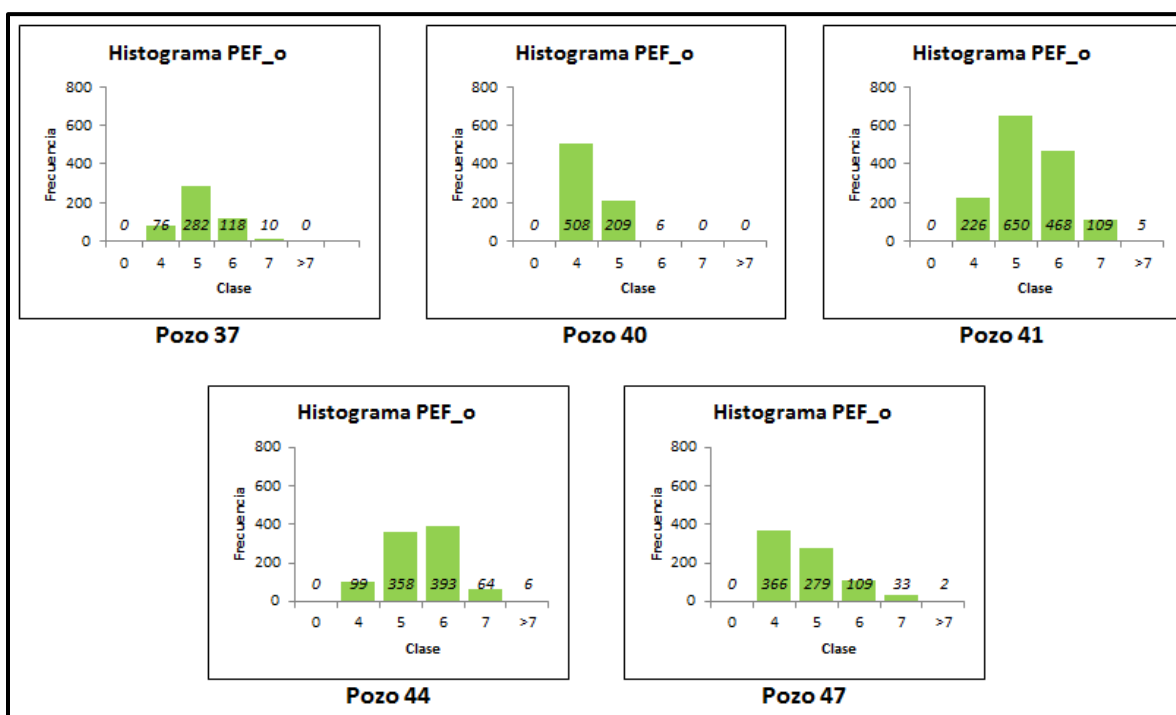 Histograma PEF_o
800
600
400
200
0
Frecuencia
0 76 282 118 10 0
0 4 5 6 7 >7
Clase
Pozo 37
Histograma PEF_o
800
600
400
200
0
Frecuencia
0 508 209 6 0 0
0 4 5 6 7 >7
Clase
Pozo 40
Histograma PEF_o
800
600
400
200
0
Frecuencia
0 226 650 468 109 5
0 4 5 6 7 >7
Clase
Pozo 41
Histograma PEF_o
800
600
400
200
0
Frecuencia
0 99 358 393 64 6
0 4 5 6 7 >7
Clase
Pozo 44
Histograma PEF_o
800
600
400
200
0
Frecuencia
0 366 279 109 33 2
0 4 5 6 7 >7
Clase
Pozo 47